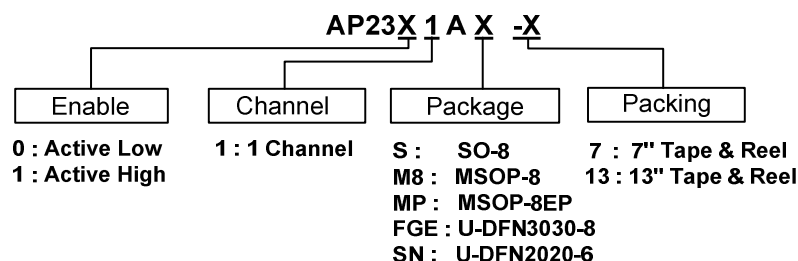 AP23X 1 A X -X
Enable
Channel
Package
Packing
0 : Active Low
1 : Active High
1 : 1 Channel
S : SO-8
M8 : MSOP-8
MP : MSOP-8EP
FGE : U-DFN3030-8
SN : U-DFN2020-6
7 : 7" Tape & Reel
13 : 13" Tape & Reel